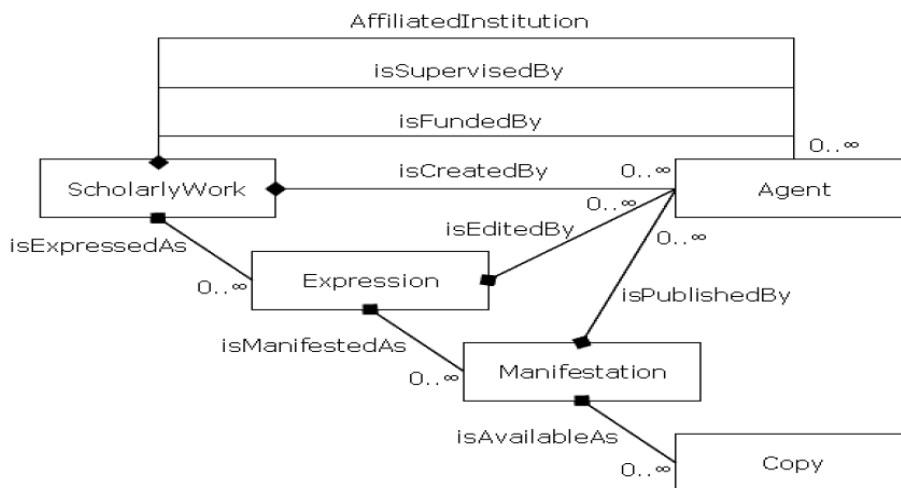 AffiliatedInstitution
isSupervisedBy
isFundedBy
0..∞
isCreatedBy
0..∞
ScholarlyWork
Agent
0..∞
isEditedBy
0..∞
isExpressedAs
0..∞
Expression
isPublishedBy
isManifestedAs
0..∞
Manifestation
isAvailableAs
0..∞
Copy